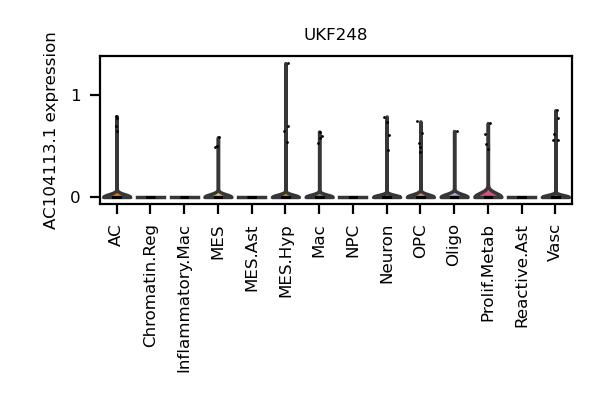 UKF248
AC104113.1 expression
1
0
AC
Chromatin.Reg
Inflammatory.Mac
MES
MES.Ast
MES.Hyp
Mac
NPC
Neuron
OPC
Oligo
Prolif.Metab
Reactive.Ast
Vasc